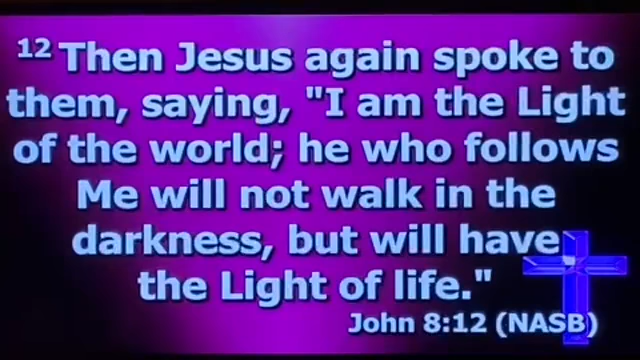 12 Then Jesus again spoke to
them, saying, "I am the Light
of the world; he who follows
Me will not walk in the
darkness, but will have
the Light of life."
John 8:12 (NASB)